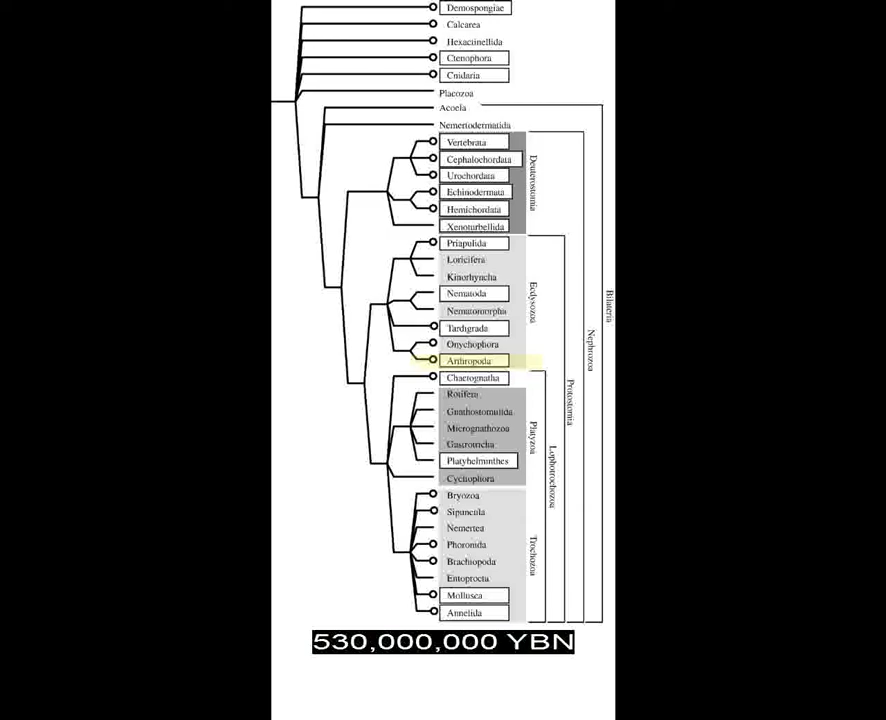 Demospongiae
Calcarea
Hexactinellida
Ctenophora
Cnidaria
Placozoa
Acoela
Nemertodermatida
Vertebrata
Cephalochordata
Urochordata
Echinodermata
Hemichordata
Xenoturbellida
Deuterostomia
Priapulida
Loricifera
Kinorhyncha
Nematoda
Nematomorpha
Tardigrada
Onychophora
Arthropoda
Ecdysozoa
Chaetognatha
Rotifera
Gnathostomulida
Micrognathozoa
Gastrotricha
Platyhelminthes
Cycliophora
Platyzoa
Bryozoa
Sipuncula
Nemertea
Phoronida
Brachiopoda
Entoprocta
Mollusca
Annelida
Trochozoa
Lophotrochozoa
Protostomia
Nephrozoa
Bilateria
530,000,000 YBN